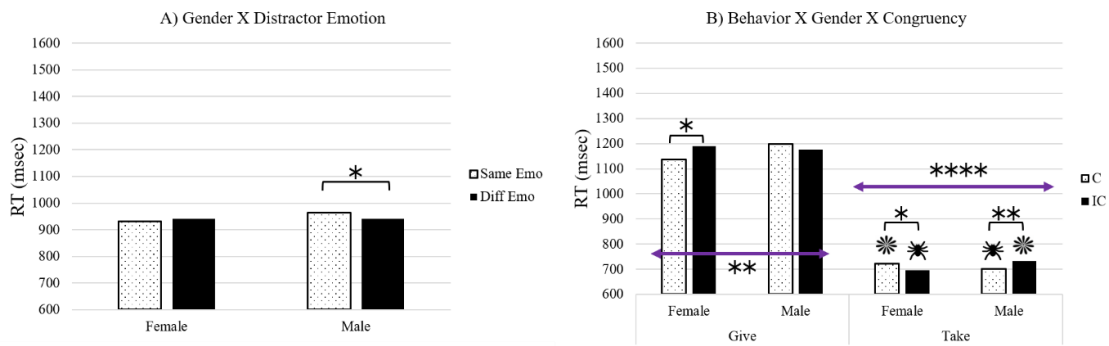 A) Gender X Distractor Emotion
1600
1500
1400
1300
1200
1100
1000
900
800
700
600
RT (msec)
*
Same Emo
Diff Emo
Female
Male
B) Behavior X Gender X Congruency
1600
1500
1400
1300
1200
1100
1000
900
800
700
600
RT (msec)
*
**
****
*
**
C
IC
Female
Male
Female
Male
Give
Take